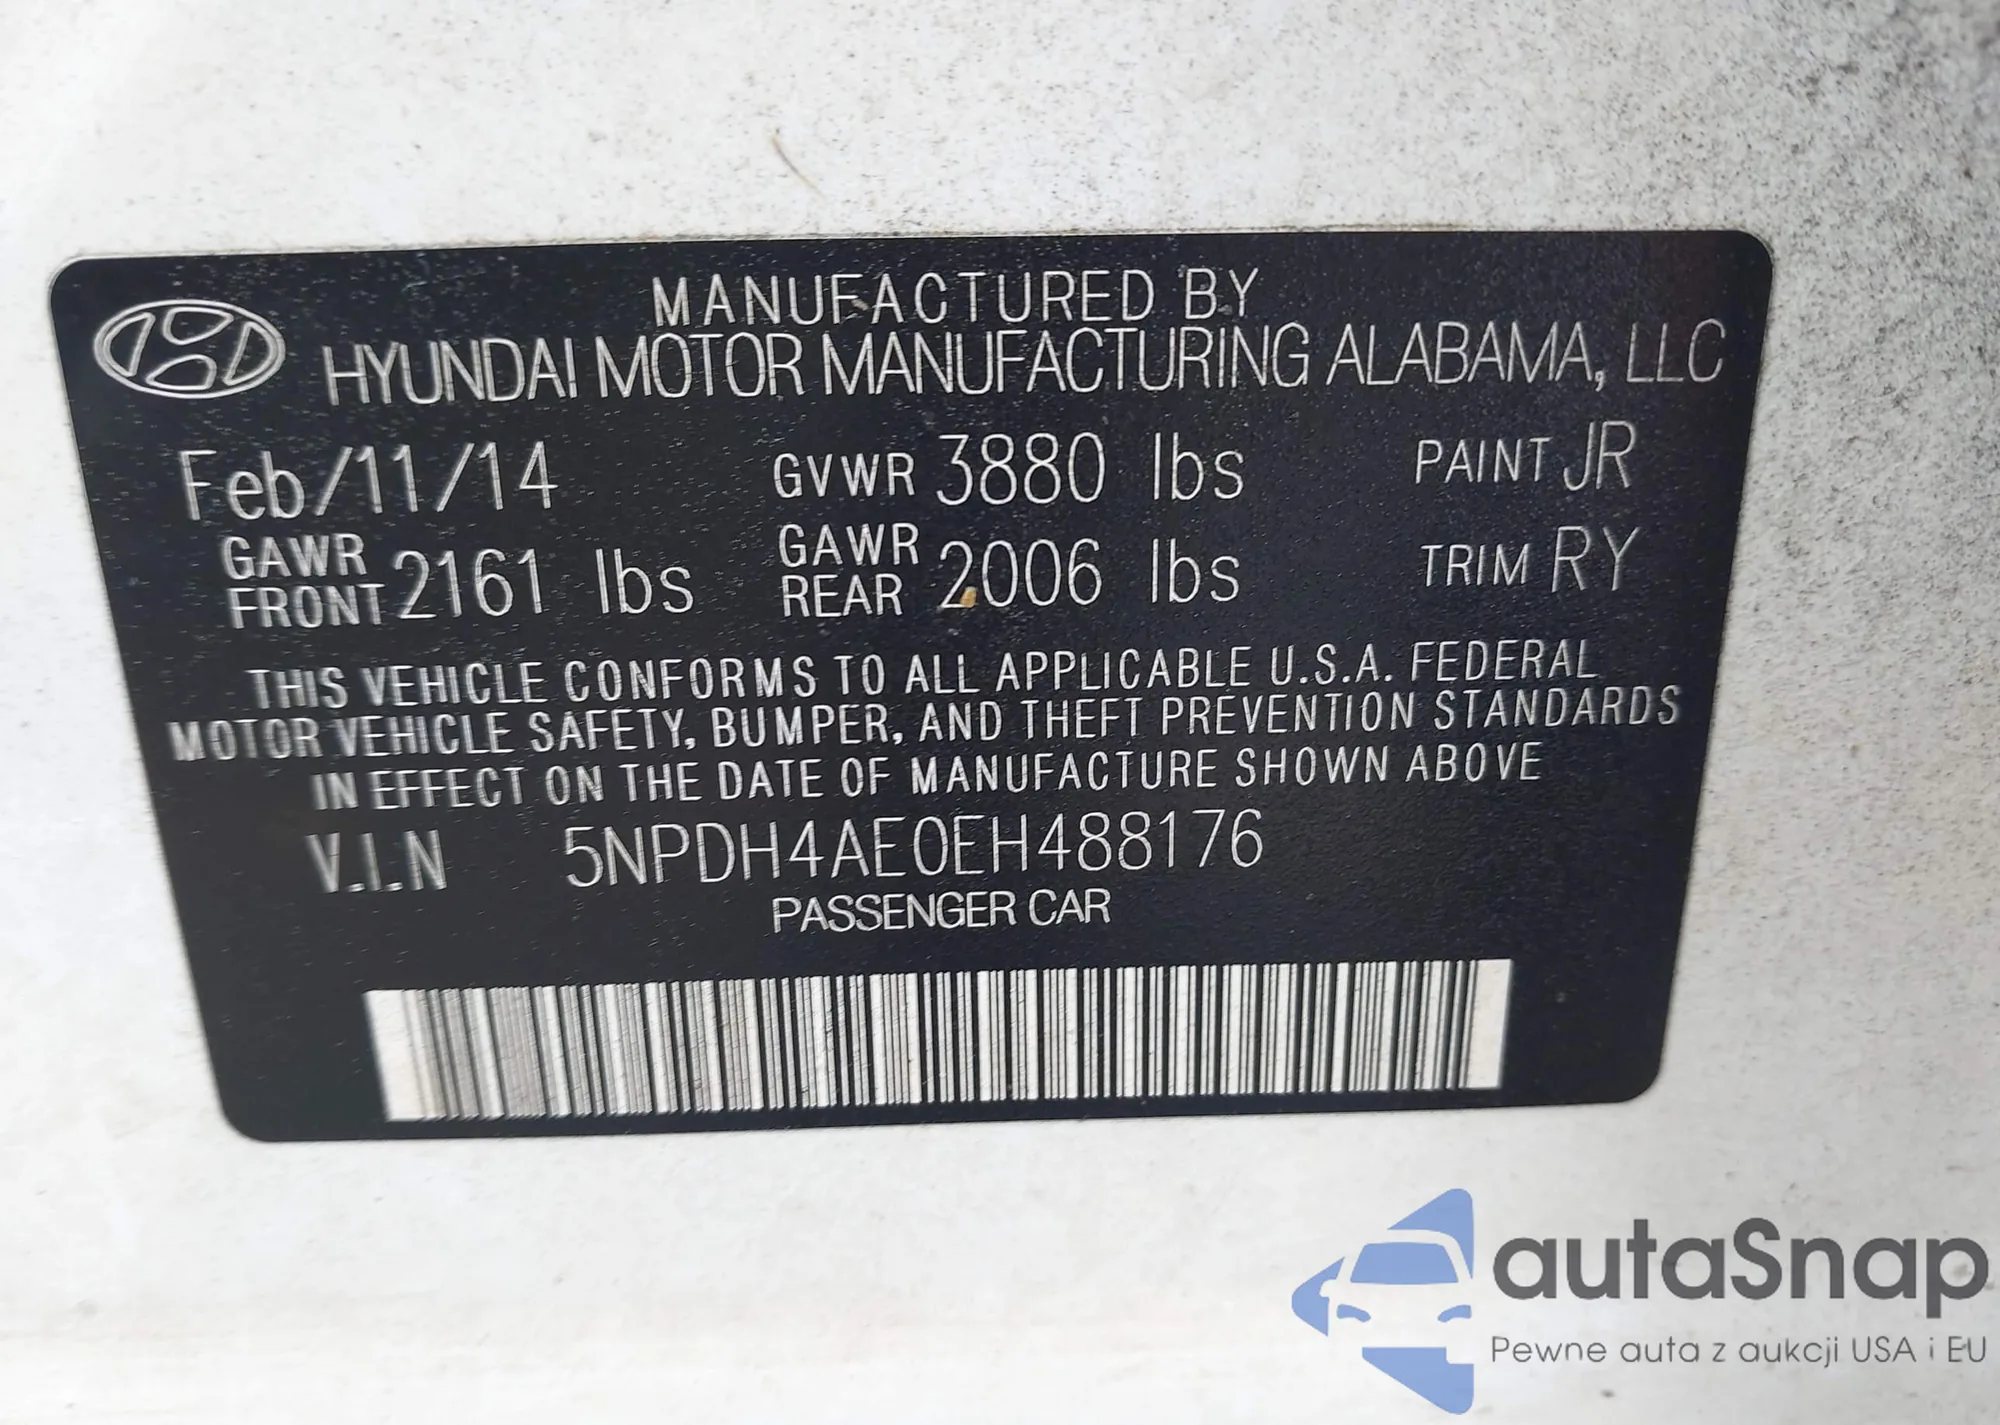 MANUFACTURED BY
HYUNDAI MOTOR MANUFACTURING ALABAMA, LLC
Feb/11/14 GVWR 3880 lbs PAINT JR
GAWR FRONT 2161 lbs GAWR REAR 2006 lbs TRIM RY
THIS VEHICLE CONFORMS TO ALL APPLICABLE U.S.A. FEDERAL
MOTOR VEHICLE SAFETY, BUMPER, AND THEFT PREVENTION STANDARDS
IN EFFECT ON THE DATE OF MANUFACTURE SHOWN ABOVE
V.I.N 5NPDH4AE0EH488176
PASSENGER CAR
autaSnap
Pewne auta z aukcji USA i EU